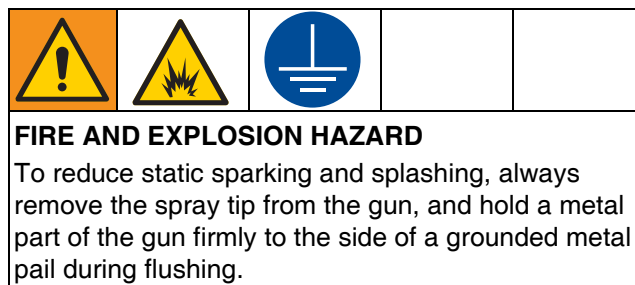 FIRE AND EXPLOSION HAZARD
To reduce static sparking and splashing, always
remove the spray tip from the gun, and hold a metal
part of the gun firmly to the side of a grounded metal
pail during flushing.